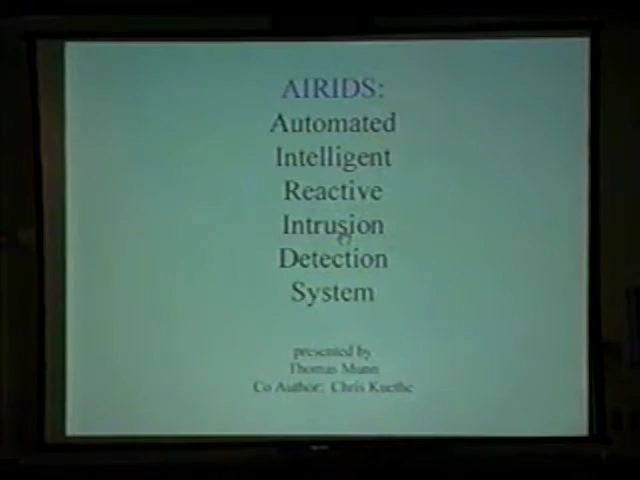 AIRIDS:
Automated
Intelligent
Reactive
Intrusion
Detection
System
presented by
Thomas Munn
Co Author: Chris Kuethe